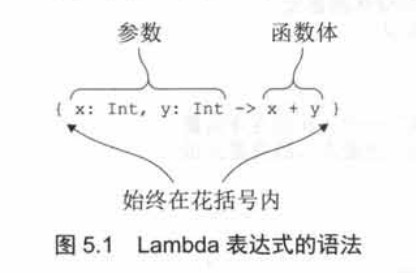 参数 函数体
{ x: Int, y: Int -> x + y }
始终在花括号内
图 5.1 Lambda 表达式的语法